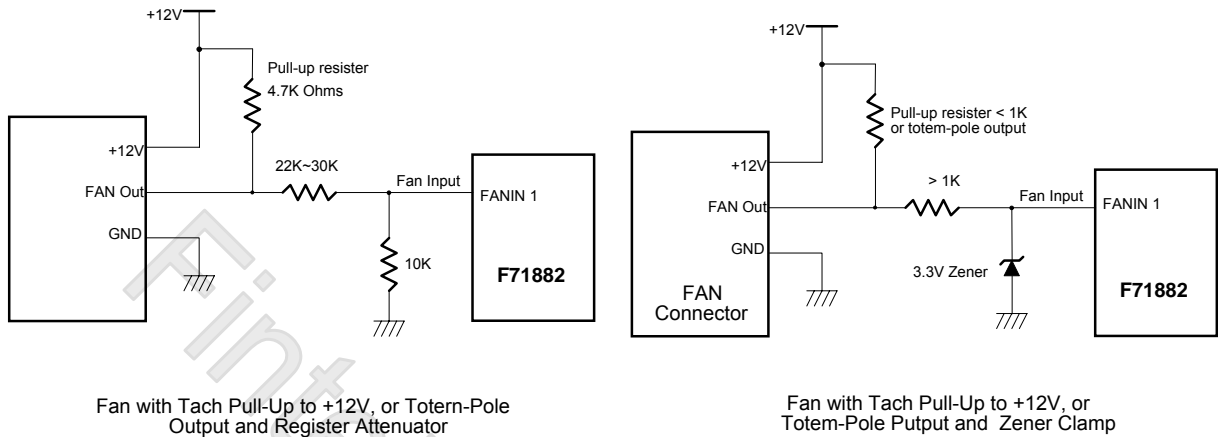 +12V
Pull-up resister
4.7K Ohms
+12V
22K~30K
FAN Out
Fan Input
FANIN 1
GND
10K
F71882
Fan with Tach Pull-Up to +12V, or Totern-Pole
Output and Register Attenuator
+12V
Pull-up resister < 1K
or totem-pole output
+12V
> 1K
FAN Out
Fan Input
FANIN 1
GND
3.3V Zener
F71882
FAN
Connector
Fan with Tach Pull-Up to +12V, or
Totem-Pole Putput and Zener Clamp
Finte